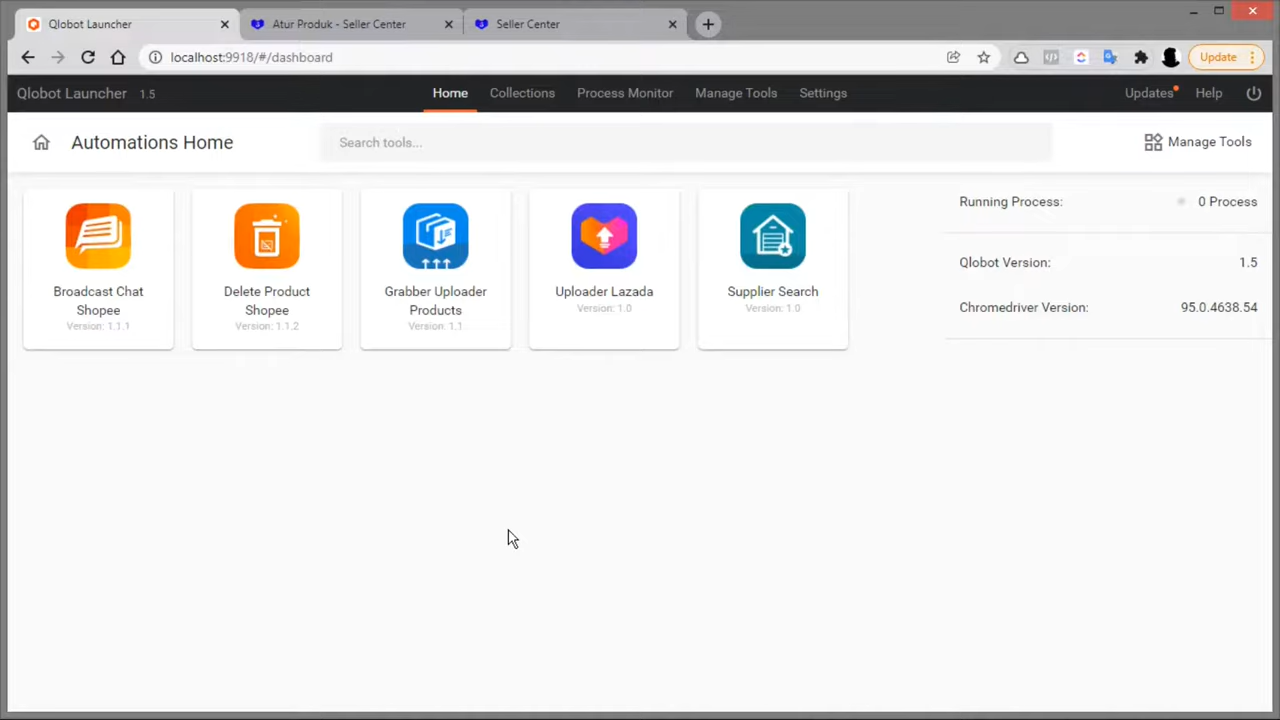 Qlobot Launcher
Atur Produk - Seller Center
Seller Center
localhost:9918/#/dashboard
Update
Qlobot Launcher 1.5
Home
Collections
Process Monitor
Manage Tools
Settings
Updates
Help
Automations Home
Search tools...
Manage Tools
Broadcast Chat
Shopee
Version: 1.1.1
Delete Product
Shopee
Version: 1.1.2
Grabber Uploader
Products
Version: 1.1
Uploader Lazada
Version: 1.0
Supplier Search
Version: 1.0
Running Process: 0 Process
Qlobot Version: 1.5
Chromedriver Version: 95.0.4638.54